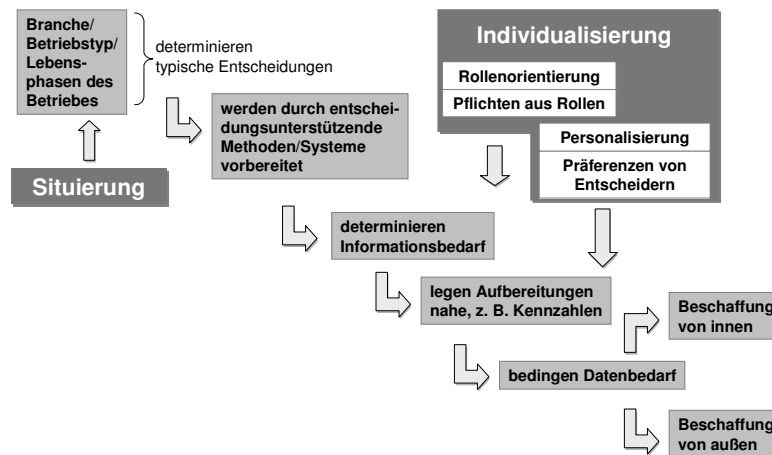 Branche/
Betriebstyp/
Lebens-
phasen des
Betriebes
determinieren
typische Entscheidungen
Situierung
werden durch entschei-
dungsunterstützende
Methoden/Systeme
vorbereitet
Individualisierung
Rollenorientierung
Pflichten aus Rollen
Personalisierung
Präferenzen von
Entscheidern
determinieren
Informationsbedarf
legen Aufbereitungen
nahe, z. B. Kennzahlen
bedingen Datenbedarf
Beschaffung
von innen
Beschaffung
von außen